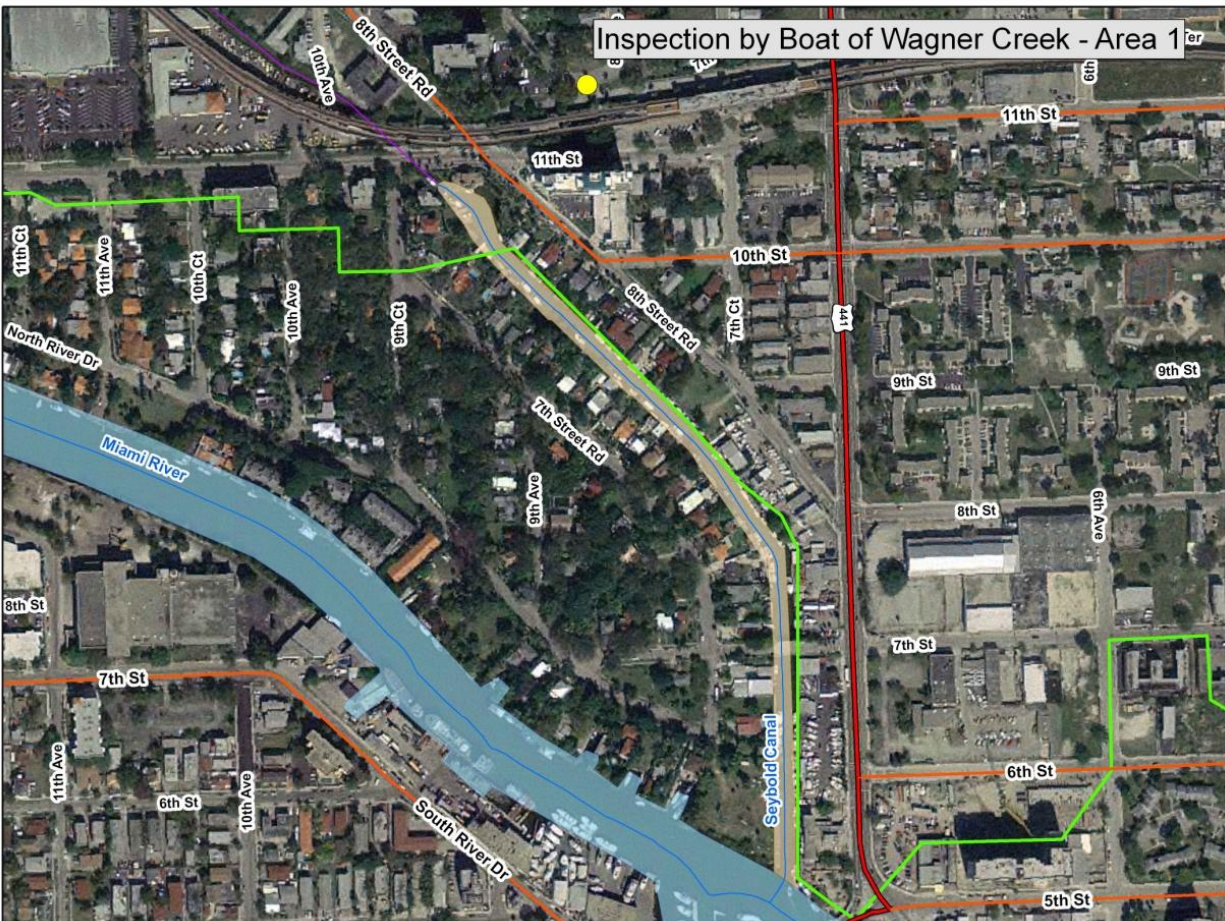 Inspection by Boat of Wagner Creek - Area 1
Ter
8th Street Rd
10th Ave
6th
11th St
11th St
10th St
11th Ct
11th Ave
10th Ct
10th Ave
9th Ct
8th Street Rd
7th Ct
441
North River Dr
9th St
9th St
7th Street Rd
Miami River
9th Ave
8th St
6th Ave
8th St
7th St
7th St
Seybold Canal
11th Ave
6th St
10th Ave
South River Dr
6th St
5th St